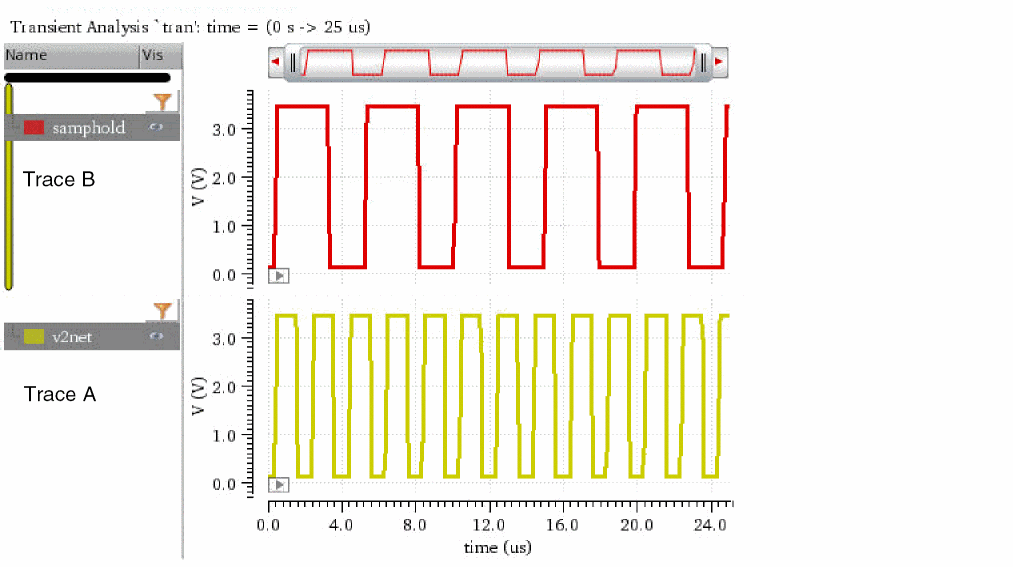 Transient Analysis `tran': time = (0 s -> 25 us)
Name Vis
samphold
Trace B
V (V)
3.0
2.0
1.0
0.0
v2net
Trace A
V (V)
3.0
2.0
1.0
0.0
0.0 4.0 8.0 12.0 16.0 20.0 24.0
time (us)